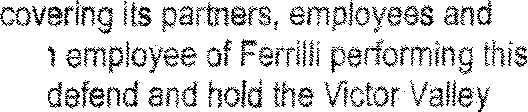 covering its partners, employees and
employee of Ferrilli performing this
defend and hold the Victor Valley